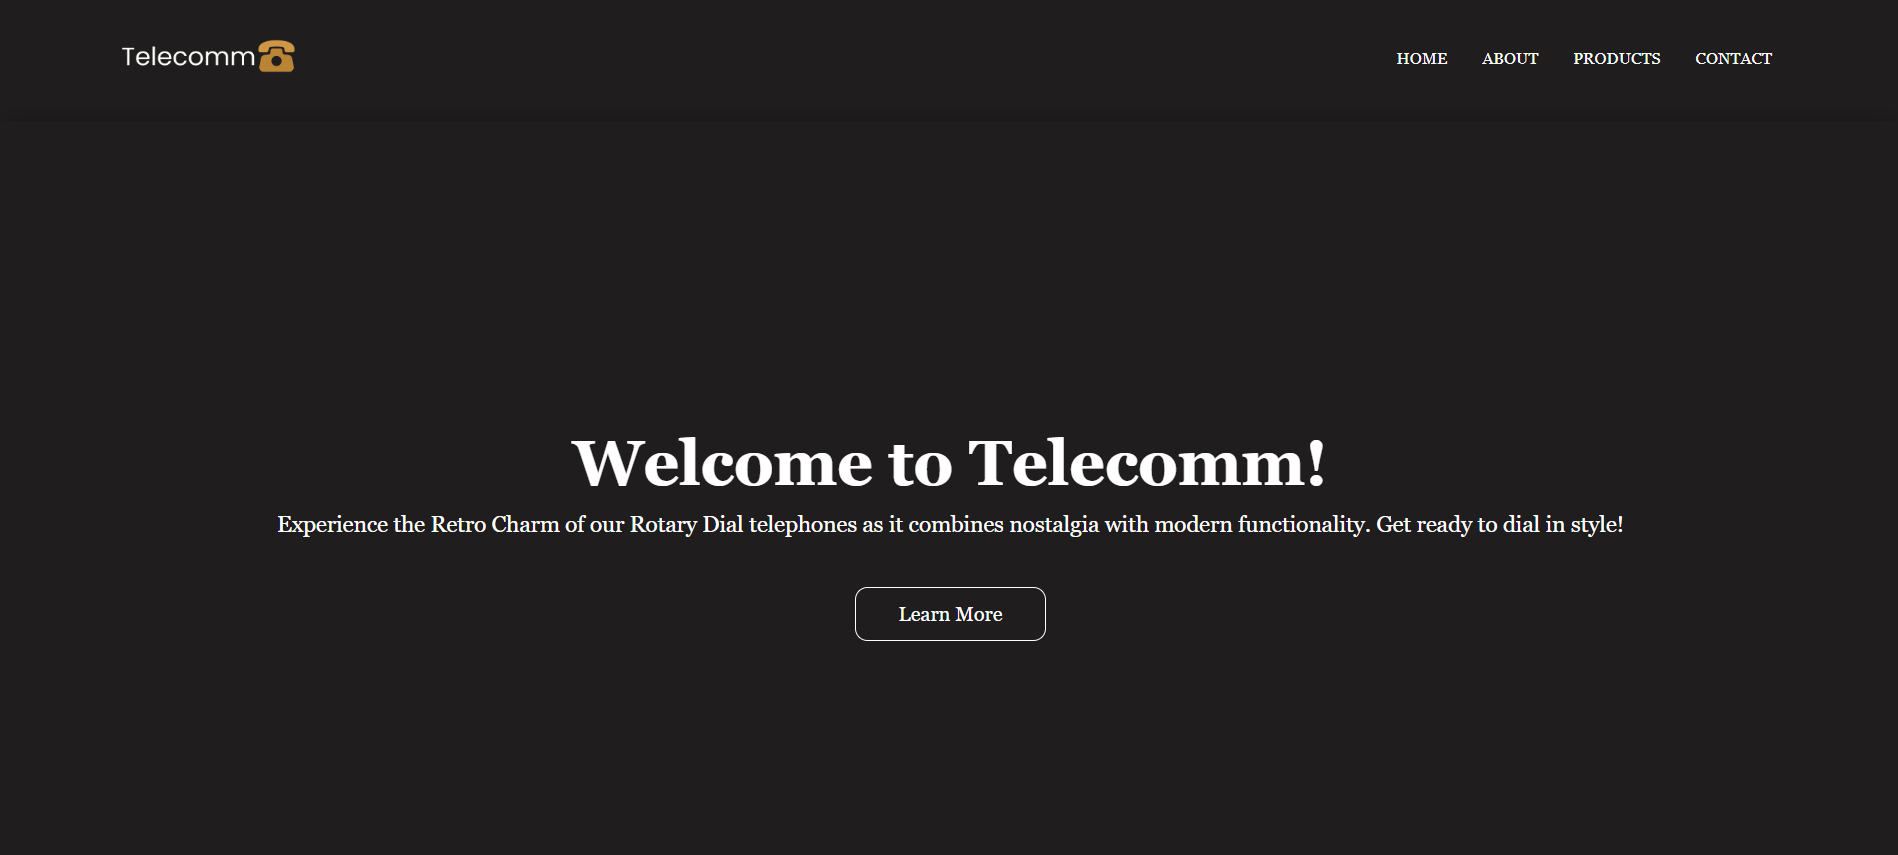 Telecomm
HOME ABOUT PRODUCTS CONTACT
Welcome to Telecomm!
Experience the Retro Charm of our Rotary Dial telephones as it combines nostalgia with modern functionality. Get ready to dial in style!
Learn More